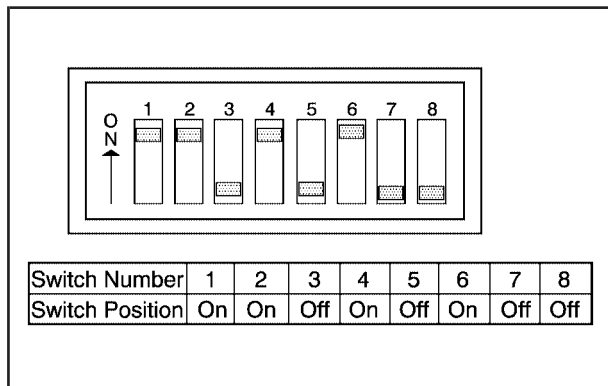 1 2 3 4 5 6 7 8
ON
Switch Number 1 2 3 4 5 6 7 8
Switch Position On On Off On Off On Off Off